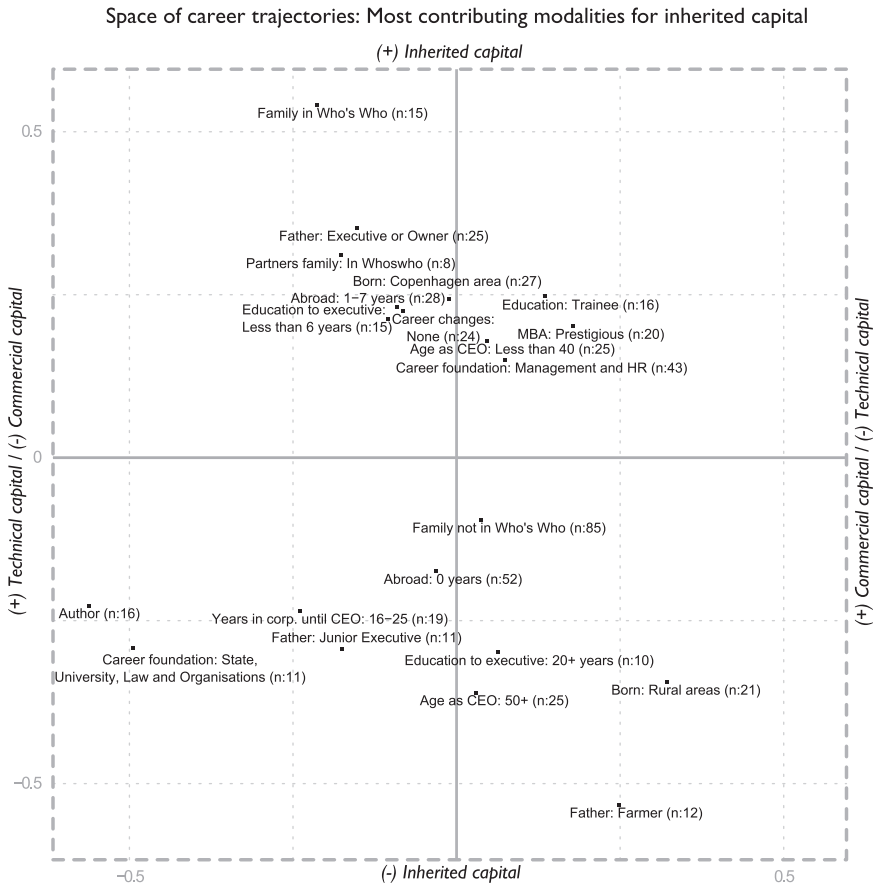 Space of career trajectories: Most contributing modalities for inherited capital
(+) Inherited capital
Family in Who's Who (n:15)
0.5
Father: Executive or Owner (n:25)
Partners family: In Whoswho (n:8)
Born: Copenhagen area (n:27)
Abroad: 1−7 years (n:28)
Education: Trainee (n:16)
Education to executive:
Less than 6 years (n:15)
Career changes:
None (n:24)
MBA: Prestigious (n:20)
Age as CEO: Less than 40 (n:25)
Career foundation: Management and HR (n:43)
(+) Technical capital / (-) Commercial capital
(+) Commercial capital / (-) Technical capital
0
Family not in Who's Who (n:85)
Abroad: 0 years (n:52)
Author (n:16)
Years in corp. until CEO: 16−25 (n:19)
Father: Junior Executive (n:11)
Career foundation: State,
University, Law and Organisations (n:11)
Education to executive: 20+ years (n:10)
Born: Rural areas (n:21)
Age as CEO: 50+ (n:25)
−0.5
Father: Farmer (n:12)
−0.5
(-) Inherited capital
0.5